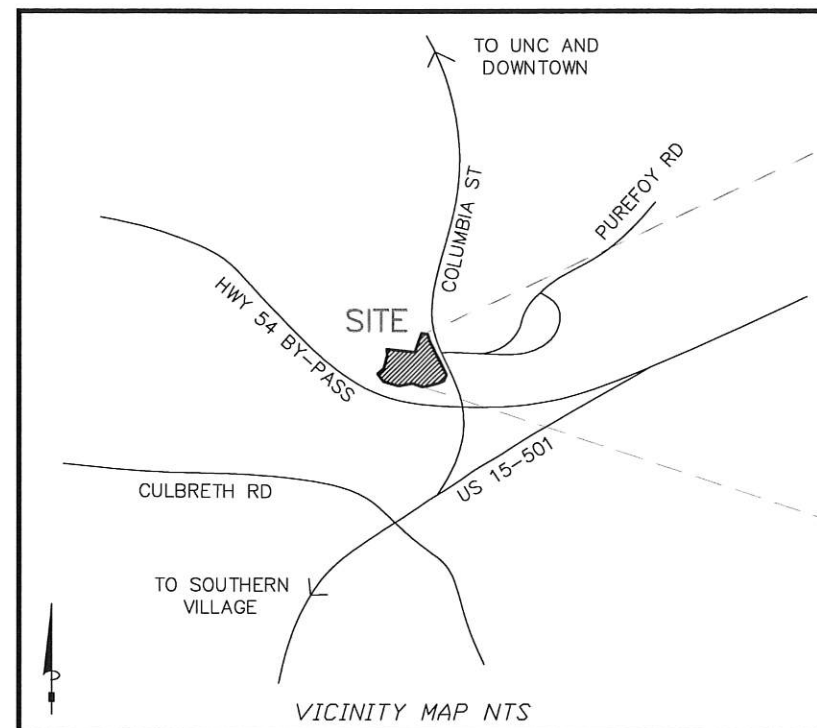 TO UNC AND
DOWNTOWN
PUREFOY RD
COLUMBIA ST
HWY 54 BY-PASS
SITE
US 15-501
CULBRETH RD
TO SOUTHERN
VILLAGE
VICINITY MAP NTS